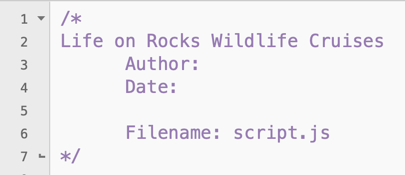 1 /*
2 Life on Rocks Wildlife Cruises
3 Author:
4 Date:
5
6 Filename: script.js
7 */